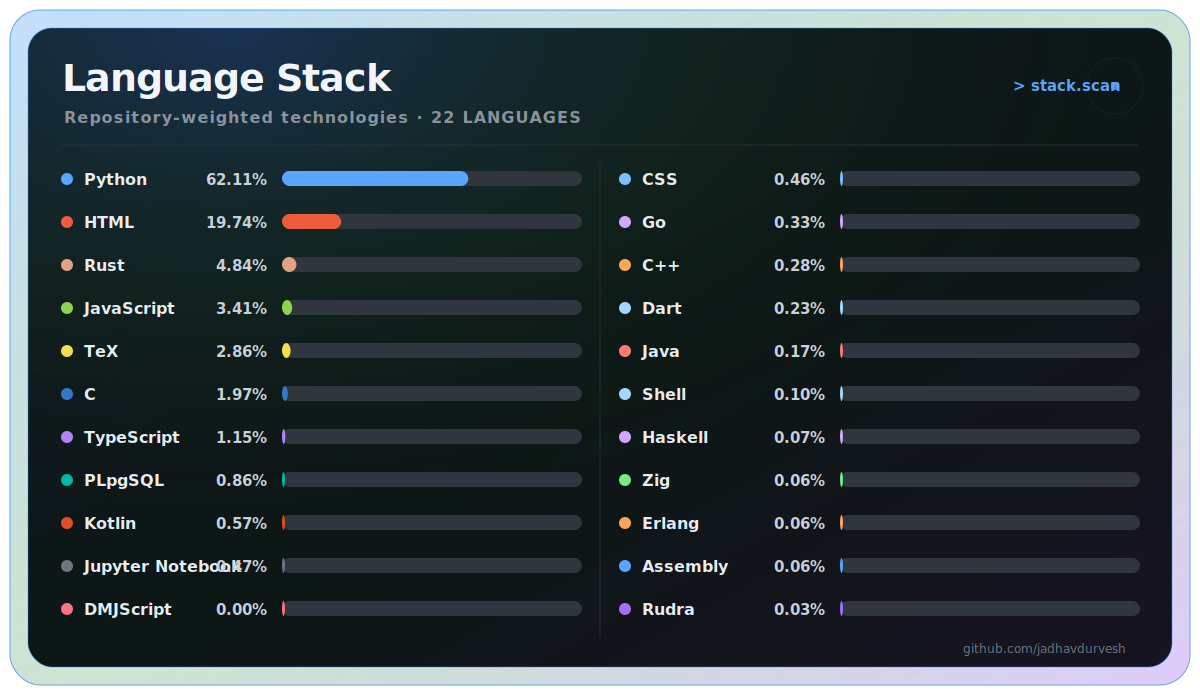 Language Stack
> stack.scan
Repository-weighted technologies · 22 LANGUAGES
Python 62.11%
HTML 19.74%
Rust 4.84%
JavaScript 3.41%
TeX 2.86%
C 1.97%
TypeScript 1.15%
PLpgSQL 0.86%
Kotlin 0.57%
Jupyter Notebook 0.47%
DMJScript 0.00%
CSS 0.46%
Go 0.33%
C++ 0.28%
Dart 0.23%
Java 0.17%
Shell 0.10%
Haskell 0.07%
Zig 0.06%
Erlang 0.06%
Assembly 0.06%
Rudra 0.03%
github.com/jadhavdurvesh